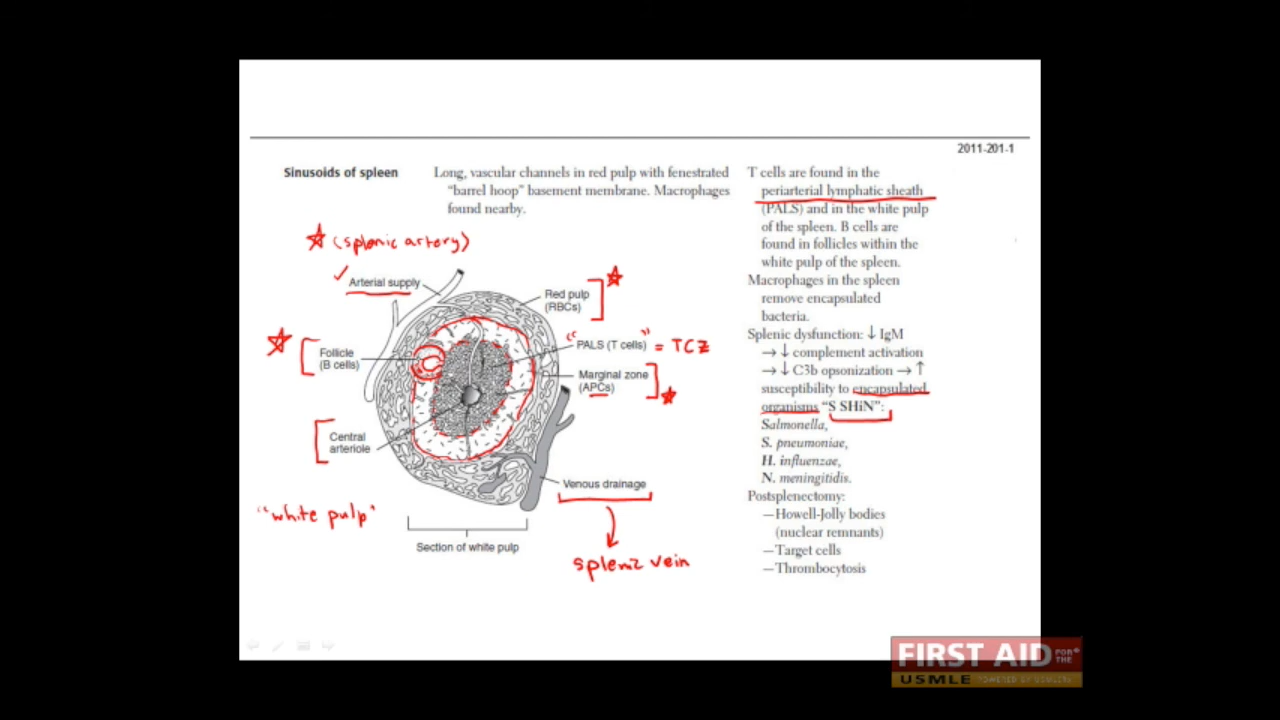 2011-201-1
Sinusoids of spleen
Long, vascular channels in red pulp with fenestrated
"barrel hoop" basement membrane. Macrophages
found nearby.
(splenic artery)
Arterial supply
Red pulp
(RBCs)
Follicle
(B cells)
"PALS (T cells)" = TCZ
Marginal zone
(APCs)
Central
arteriole
Venous drainage
"white pulp"
Section of white pulp
splenic vein
T cells are found in the
periarterial lymphatic sheath
(PALS) and in the white pulp
of the spleen. B cells are
found in follicles within the
white pulp of the spleen.
Macrophages in the spleen
remove encapsulated
bacteria.
Splenic dysfunction: ↓ IgM
→ ↓ complement activation
→ ↓ C3b opsonization → ↑
susceptibility to encapsulated
organisms "S SHiN":
Salmonella,
S. pneumoniae,
H. influenzae,
N. meningitidis.
Postsplenectomy:
—Howell-Jolly bodies
(nuclear remnants)
—Target cells
—Thrombocytosis
FIRST AID FOR THE®
USMLE